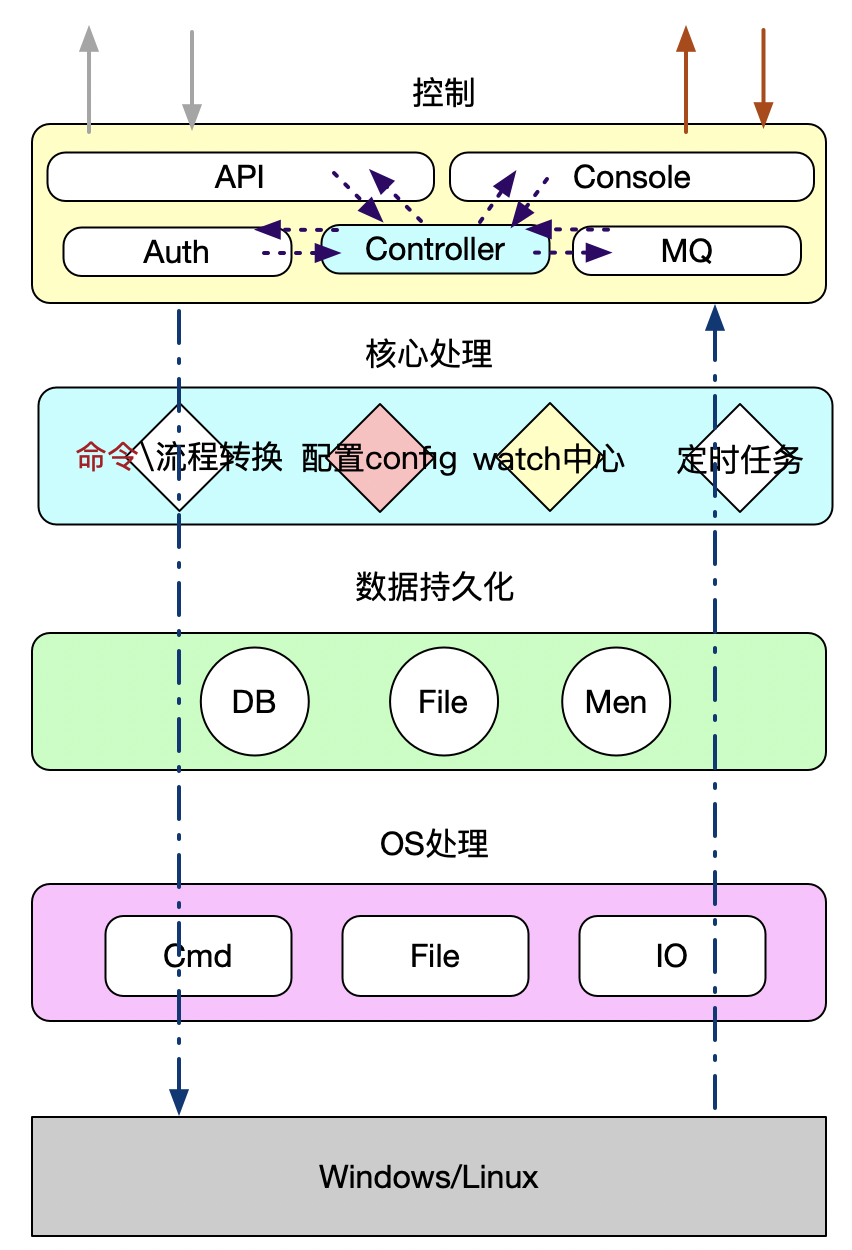 控制
API
Console
Auth
Controller
MQ
核心处理
命令\流程转换
配置config
watch中心
定时任务
数据持久化
DB
File
Men
OS处理
Cmd
File
IO
Windows/Linux